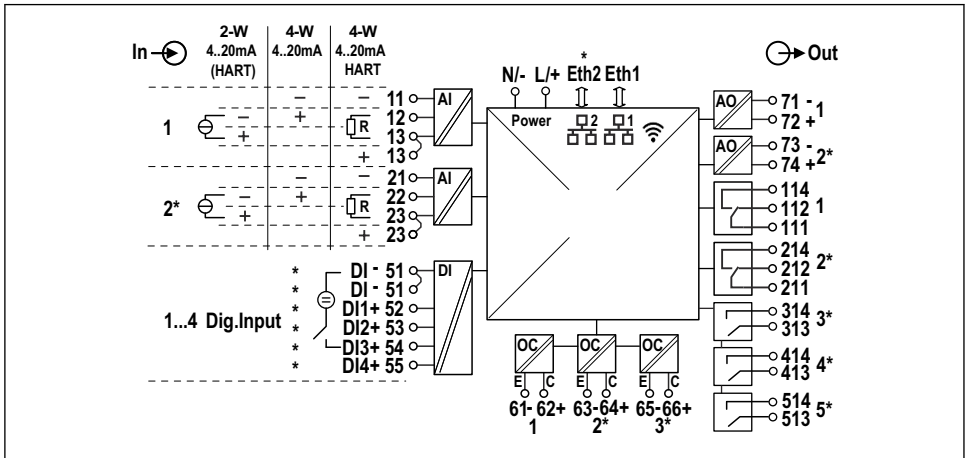 In
2-W 4..20mA (HART)
4-W 4..20mA
4-W 4..20mA HART
1
− +
− +
− +
R
11
12
13
13
AI
2*
− +
− +
− +
R
21
22
23
23
AI
1...4 Dig.Input
* DI - 51
* DI - 51
* DI1+ 52
* DI2+ 53
* DI3+ 54
* DI4+ 55
DI
N/- L/+ *Eth2 Eth1
Power
2 1
OC OC OC
E C E C E C
61- 62+ 63-64+ 65-66+
1 2* 3*
Out
AO 71 - 1
72 +
AO 73 - 2*
74 +
114
112 1
111
214
212 2*
211
314 3*
313
414 4*
413
514 5*
513